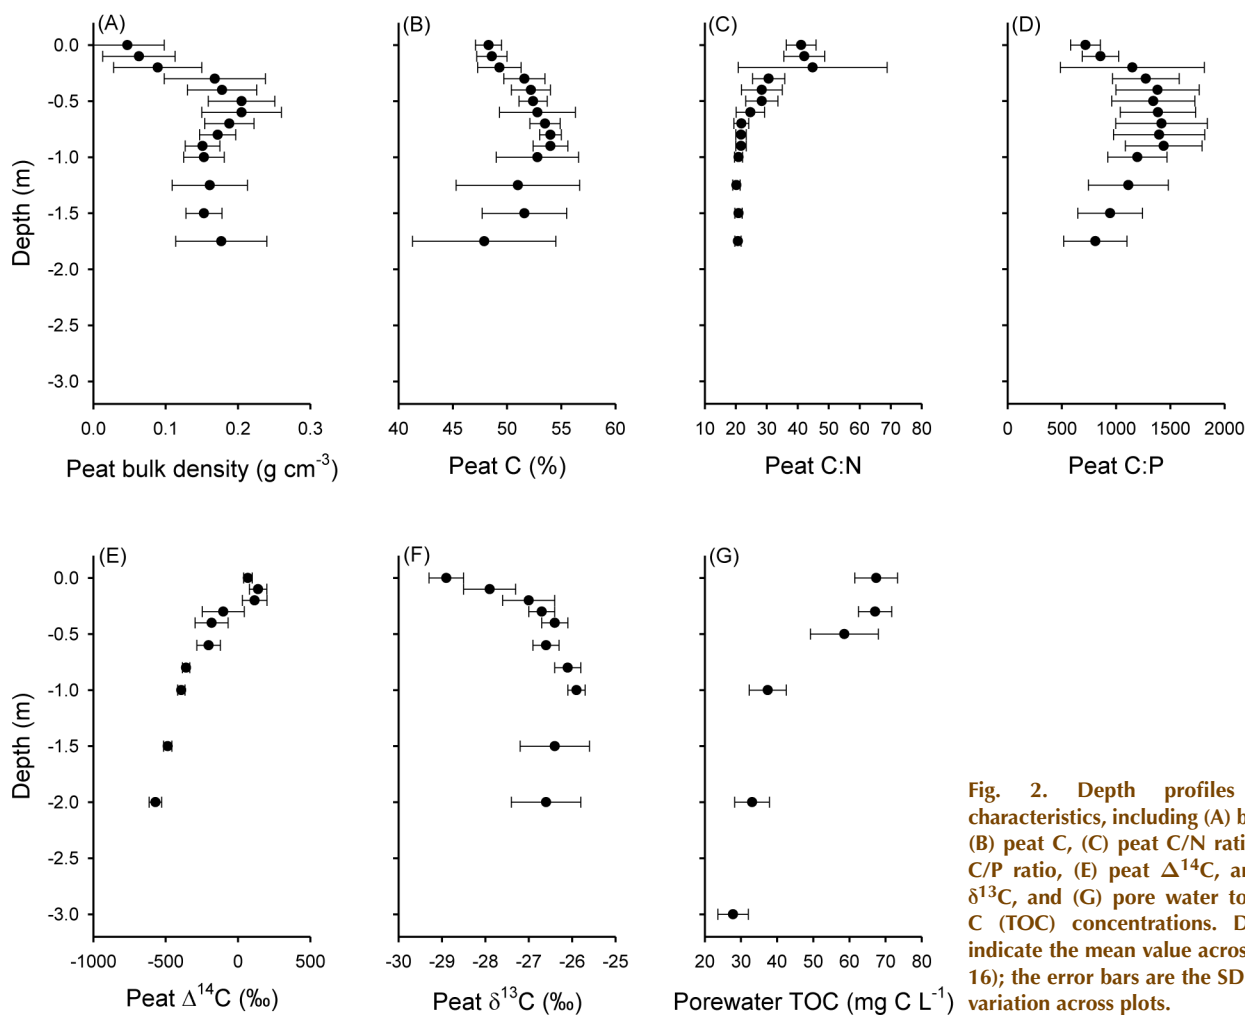 (A)
(B)
(C)
(D)
0.0
-0.5
-1.0
-1.5
-2.0
-2.5
-3.0
Depth (m)
0.0 0.1 0.2 0.3
40 45 50 55 60
10 20 30 40 50 60 70 80
0 500 1000 1500 2000
Peat bulk density (g cm⁻³)
Peat C (%)
Peat C:N
Peat C:P
(E)
(F)
(G)
0.0
-0.5
-1.0
-1.5
-2.0
-2.5
-3.0
Depth (m)
-1000 -500 0 500
-30 -29 -28 -27 -26 -25
20 30 40 50 60 70 80
Peat Δ¹⁴C (‰)
Peat δ¹³C (‰)
Porewater TOC (mg C L⁻¹)
Fig. 2. Depth profiles
characteristics, including (A) b
(B) peat C, (C) peat C/N rati
C/P ratio, (E) peat Δ¹⁴C, an
δ¹³C, and (G) pore water to
C (TOC) concentrations. D
indicate the mean value acros
16); the error bars are the SD
variation across plots.